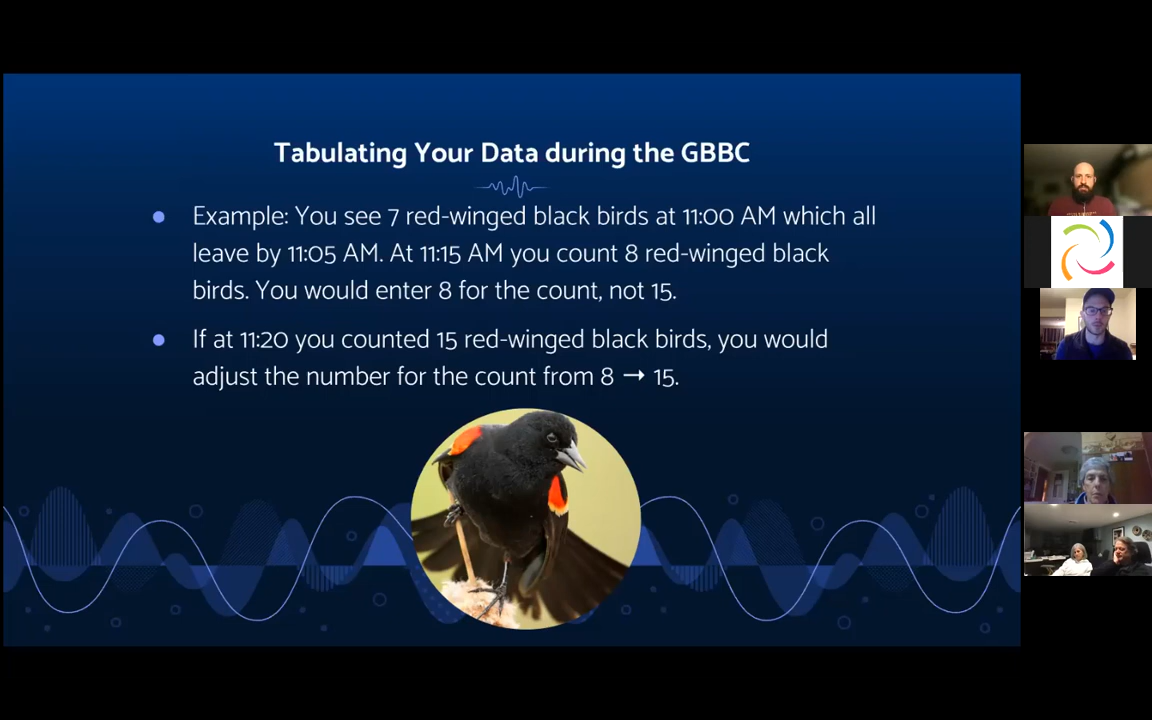 Tabulating Your Data during the GBBC
● Example: You see 7 red-winged black birds at 11:00 AM which all
leave by 11:05 AM. At 11:15 AM you count 8 red-winged black
birds. You would enter 8 for the count, not 15.
● If at 11:20 you counted 15 red-winged black birds, you would
adjust the number for the count from 8 → 15.